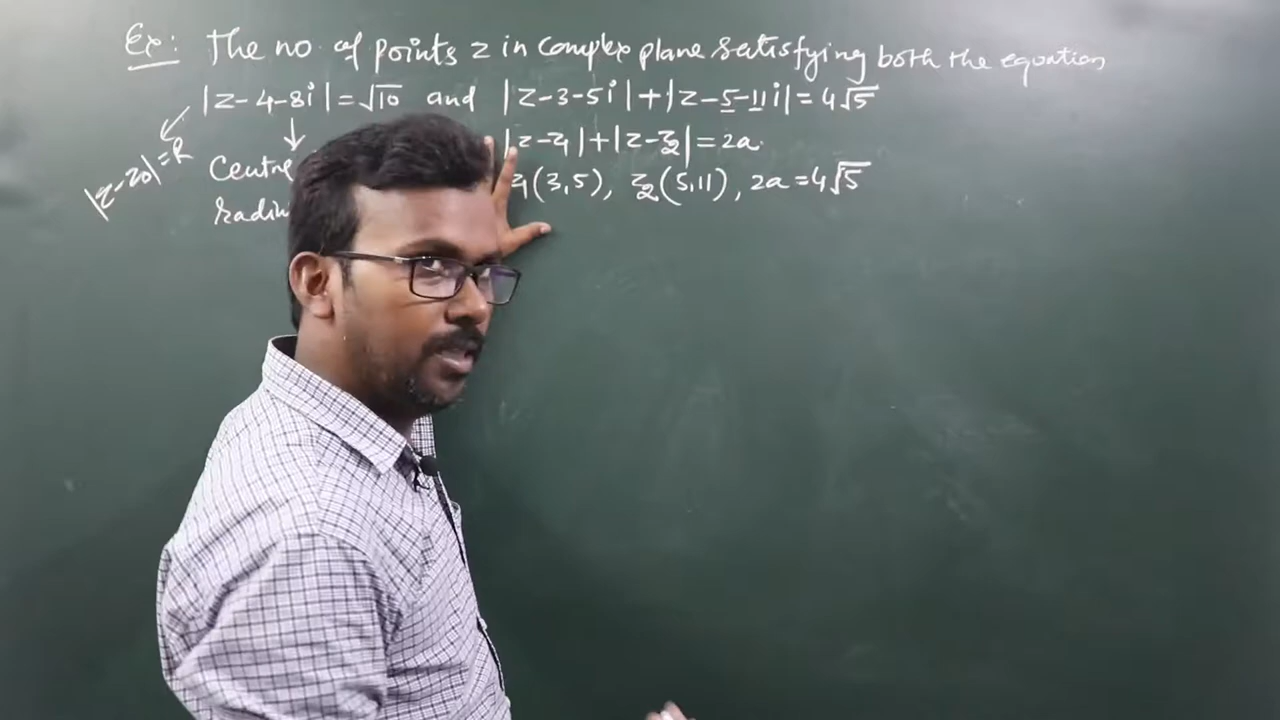 Ex: The no. of points z in complex plane satisfying both the equation
|z-4-8i|=√10 and |z-3-5i|+|z-5-11i|=4√5
|z-z0|=R
|z-z1|+|z-z2|=2a.
Centre z1(3,5), z2(5,11), 2a=4√5